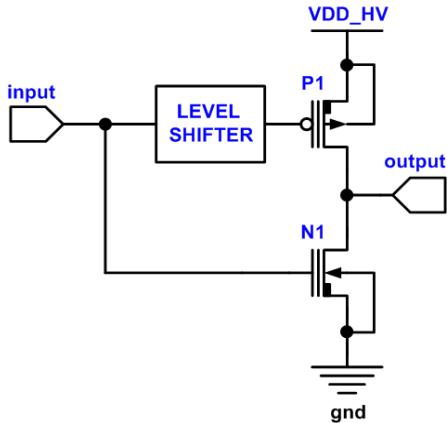 VDD_HV
P1
input
LEVEL
SHIFTER
output
N1
gnd